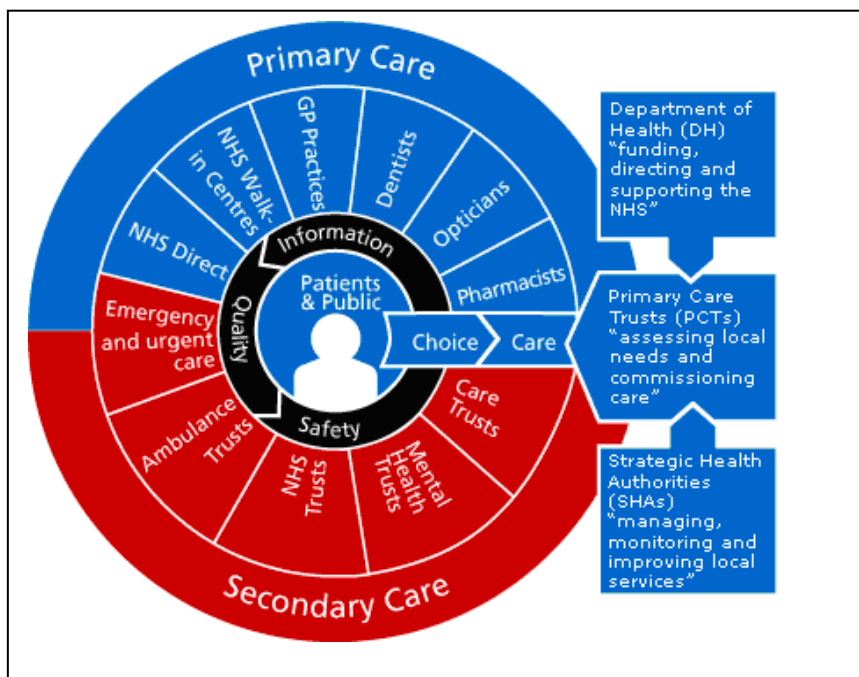 Primary Care
NHS Direct
NHS Walk-
in Centres
GP Practices
Dentists
Opticians
Pharmacists
Information
Quality
Safety
Patients
& Public
Choice
Care
Emergency
and urgent
care
Ambulance
Trusts
NHS
Trusts
Mental
Health
Trusts
Care
Trusts
Secondary Care
Department of
Health (DH)
“funding,
directing and
supporting the
NHS”
Primary Care
Trusts (PCTs)
“assessing local
needs and
commissioning
care”
Strategic Health
Authorities
(SHAs)
“managing,
monitoring and
improving local
services”